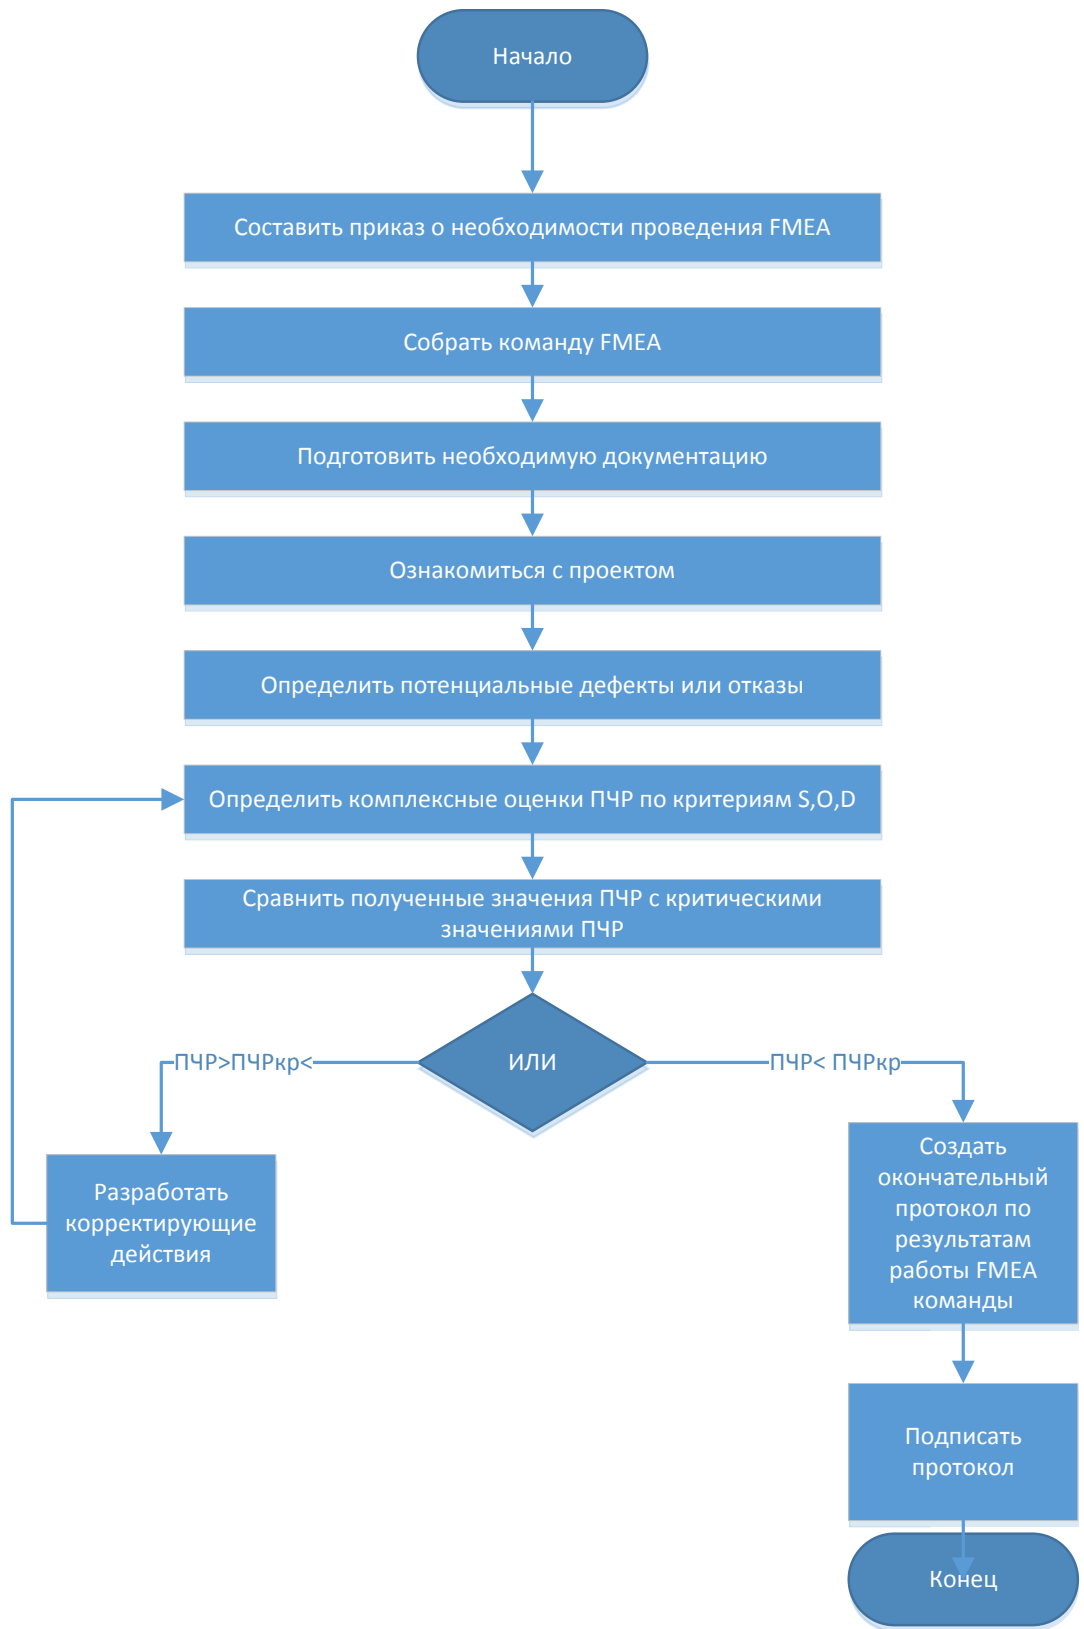 Начало
Составить приказ о необходимости проведения FMEA
Собрать команду FMEA
Подготовить необходимую документацию
Ознакомиться с проектом
Определить потенциальные дефекты или отказы
Определить комплексные оценки ПЧР по критериям S,O,D
Сравнить полученные значения ПЧР с критическими
значениями ПЧР
ИЛИ
ПЧР>ПЧРкр<
ПЧР< ПЧРкр
Разработать
корректирующие
действия
Создать
окончательный
протокол по
результатам
работы FMEA
команды
Подписать
протокол
Конец